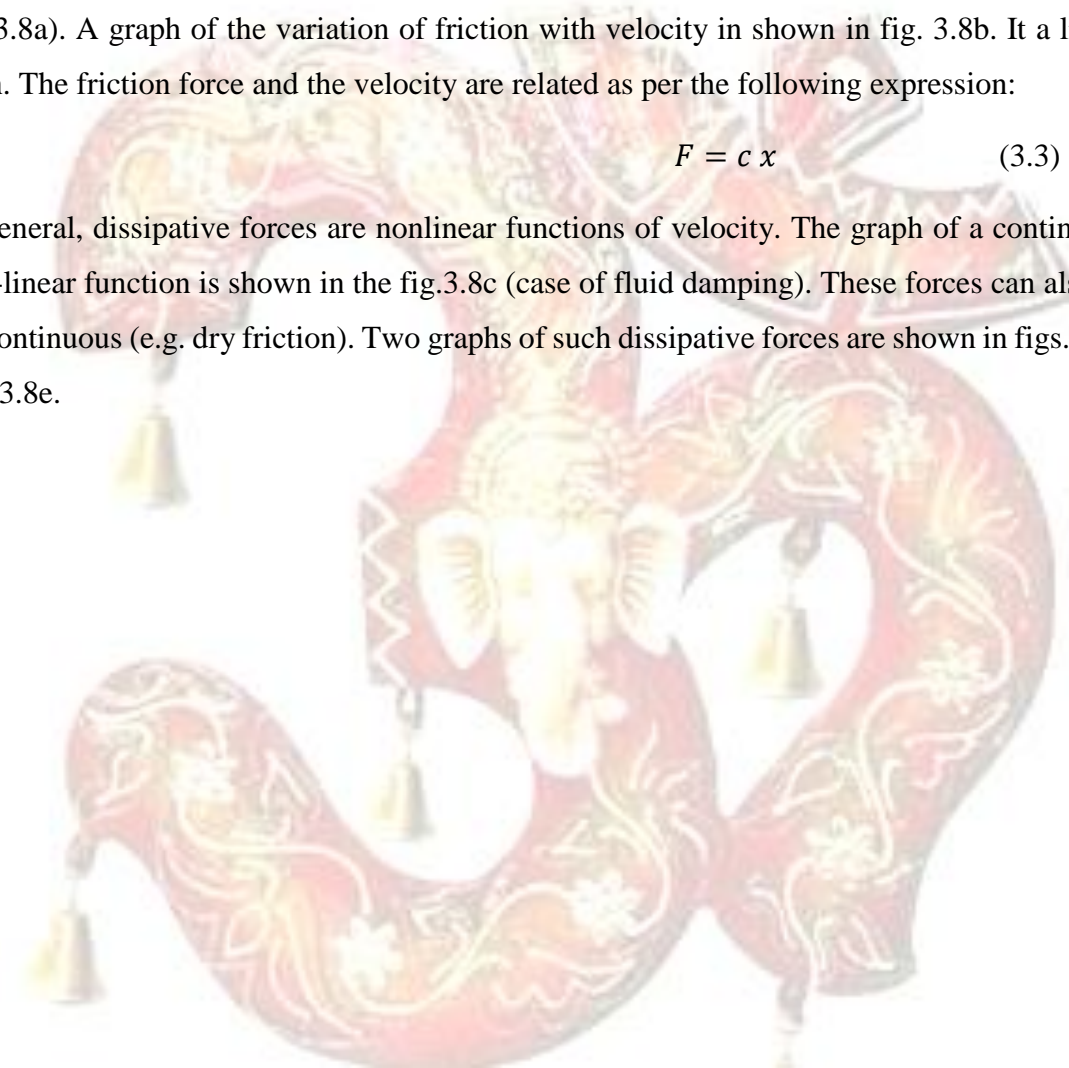 3.8a). A graph of the variation of friction with velocity in shown in fig. 3.8b. It a l
. The friction force and the velocity are related as per the following expression:
F = c x (3.3)
eneral, dissipative forces are nonlinear functions of velocity. The graph of a contin
-linear function is shown in the fig.3.8c (case of fluid damping). These forces can al
ontinuous (e.g. dry friction). Two graphs of such dissipative forces are shown in figs.
3.8e.